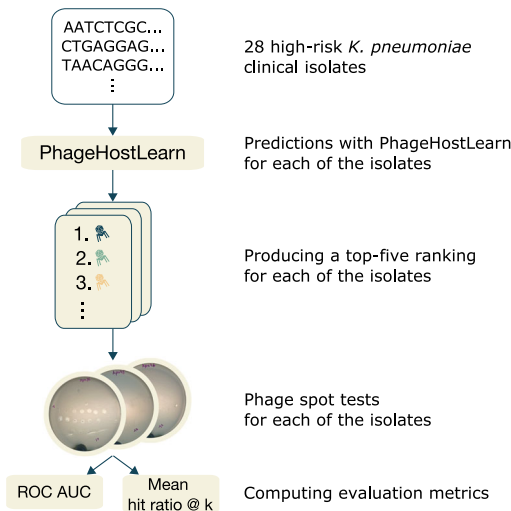 AATCTCGC...
CTGAGGAG...
TAACAGGG...
⋮
28 high-risk K. pneumoniae
clinical isolates
PhageHostLearn
Predictions with PhageHostLearn
for each of the isolates
1.
2.
3.
⋮
Producing a top-five ranking
for each of the isolates
Phage spot tests
for each of the isolates
ROC AUC
Mean
hit ratio @ k
Computing evaluation metrics